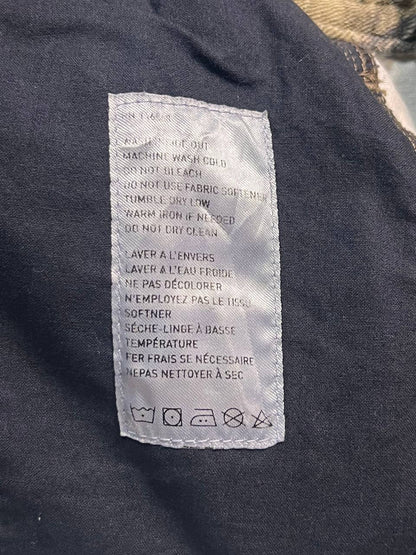 INSIDE OUT
MACHINE WASH COLD
DO NOT BLEACH
DO NOT USE FABRIC SOFTENER
TUMBLE DRY LOW
WARM IRON IF NEEDED
DO NOT DRY CLEAN
LAVER A L'ENVERS
LAVER A L'EAU FROIDE
NE PAS DÉCOLORER
N'EMPLOYEZ PAS LE TISSU
SOFTNER
SÉCHE-LINGE À BASSE
TEMPÉRATURE
FER FRAIS SE NÉCESSAIRE
NEPAS NETTOYER À SEC